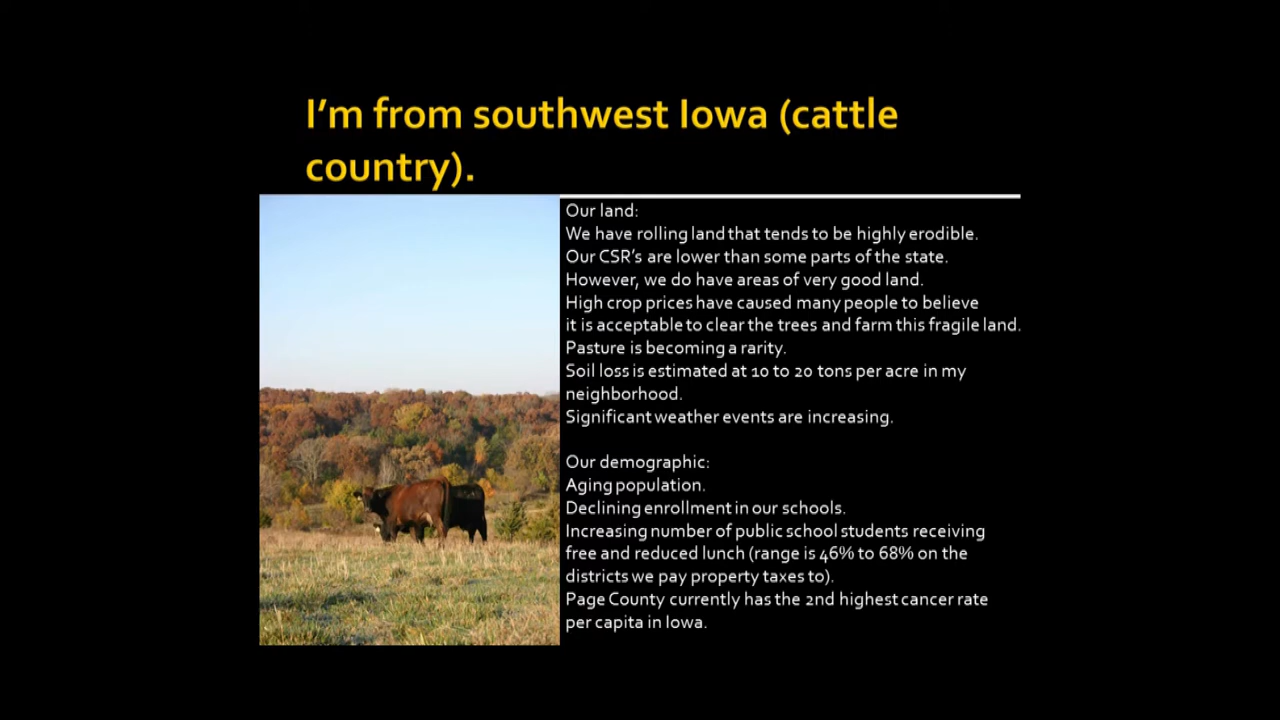 I'm from southwest Iowa (cattle
country).
Our land:
We have rolling land that tends to be highly erodible.
Our CSR's are lower than some parts of the state.
However, we do have areas of very good land.
High crop prices have caused many people to believe
it is acceptable to clear the trees and farm this fragile land.
Pasture is becoming a rarity.
Soil loss is estimated at 10 to 20 tons per acre in my
neighborhood.
Significant weather events are increasing.
Our demographic:
Aging population.
Declining enrollment in our schools.
Increasing number of public school students receiving
free and reduced lunch (range is 46% to 68% on the
districts we pay property taxes to).
Page County currently has the 2nd highest cancer rate
per capita in Iowa.